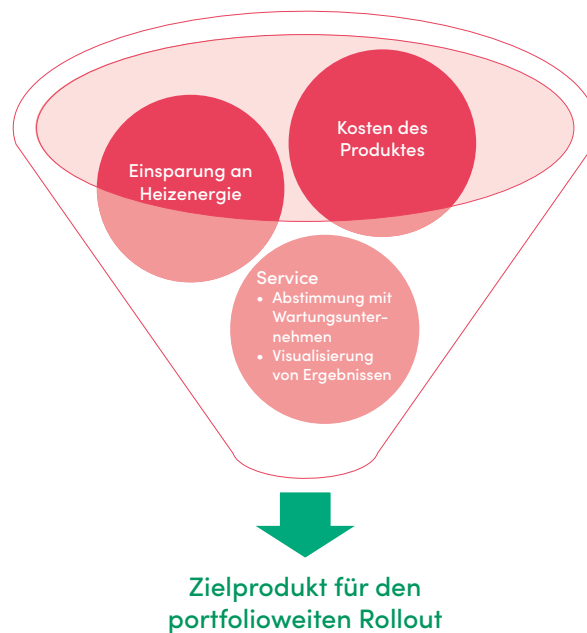 Kosten des
Produktes
Einsparung an
Heizenergie
Service
• Abstimmung mit
Wartungsunter-
nehmen
• Visualisierung
von Ergebnissen
Zielprodukt für den
portfolioweiten Rollout